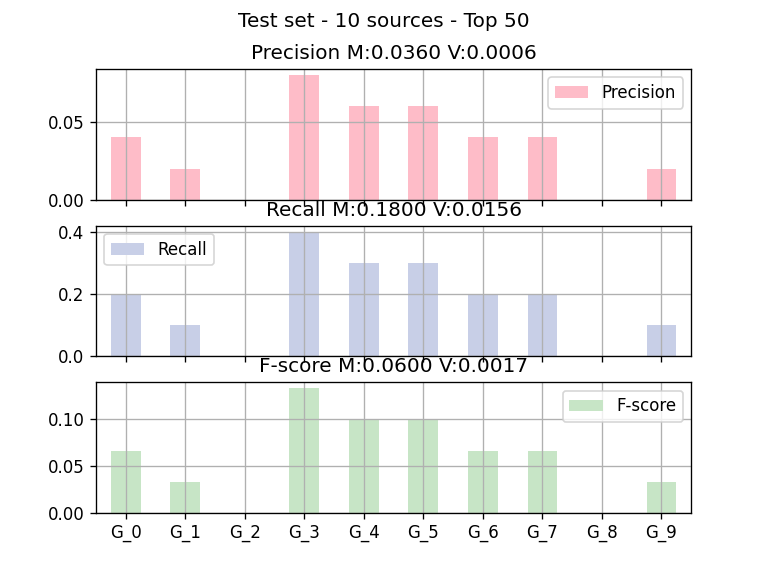 Test set - 10 sources - Top 50
Precision M:0.0360 V:0.0006
Precision
0.05
0.00
Recall M:0.1800 V:0.0156
Recall
0.4
0.2
0.0
F-score M:0.0600 V:0.0017
F-score
0.10
0.05
0.00
G_0 G_1 G_2 G_3 G_4 G_5 G_6 G_7 G_8 G_9